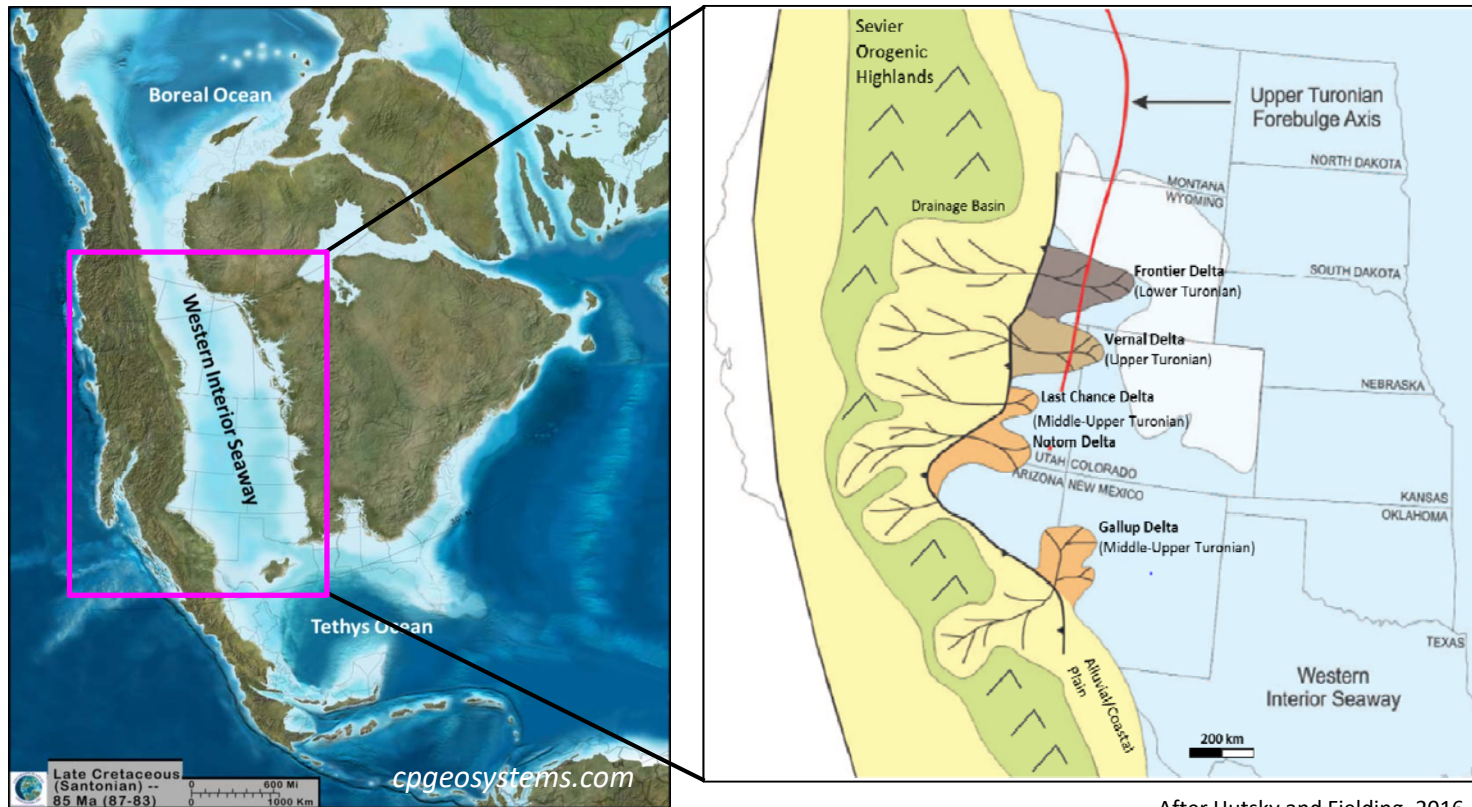 Boreal Ocean
Western Interior Seaway
Tethys Ocean
Late Cretaceous
(Santonian) --
85 Ma (87-83)
0 600 Mi
0 1000 Km
cpgeosystems.com
Sevier
Orogenic
Highlands
Upper Turonian
Forebulge Axis
NORTH DAKOTA
MONTANA
WYOMING
Drainage Basin
SOUTH DAKOTA
Frontier Delta
(Lower Turonian)
Vernal Delta
(Upper Turonian)
NEBRASKA
Last Chance Delta
(Middle-Upper Turonian)
Notom Delta
UTAH COLORADO
ARIZONA NEW MEXICO
KANSAS
OKLAHOMA
Gallup Delta
(Middle-Upper Turonian)
TEXAS
Alluvial/Coastal
Plain
Western
Interior Seaway
200 km
After Hutsky and Fielding, 2016